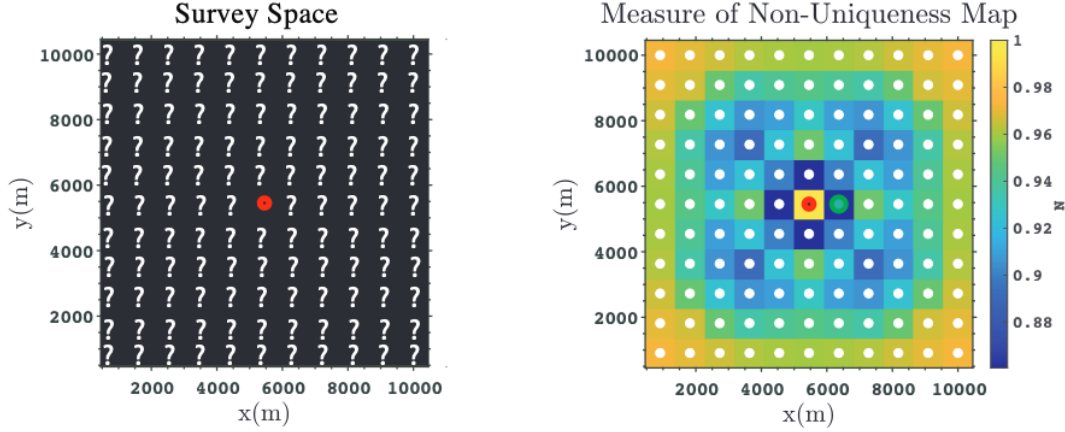 Survey Space
10000
8000
6000
4000
2000
y(m)
? ? ? ? ? ? ? ? ? ? ?
? ? ? ? ? ? ? ? ? ? ?
? ? ? ? ? ? ? ? ? ? ?
? ? ? ? ? ? ? ? ? ? ?
? ? ? ? ? ? ? ? ? ? ?
? ? ? ? ? ? ? ? ? ?
? ? ? ? ? ? ? ? ? ? ?
? ? ? ? ? ? ? ? ? ? ?
? ? ? ? ? ? ? ? ? ? ?
? ? ? ? ? ? ? ? ? ? ?
? ? ? ? ? ? ? ? ? ? ?
2000 4000 6000 8000 10000
x(m)
Measure of Non-Uniqueness Map
10000
8000
6000
4000
2000
y(m)
2000 4000 6000 8000 10000
x(m)
1
0.98
0.96
0.94
0.92
0.9
0.88
N